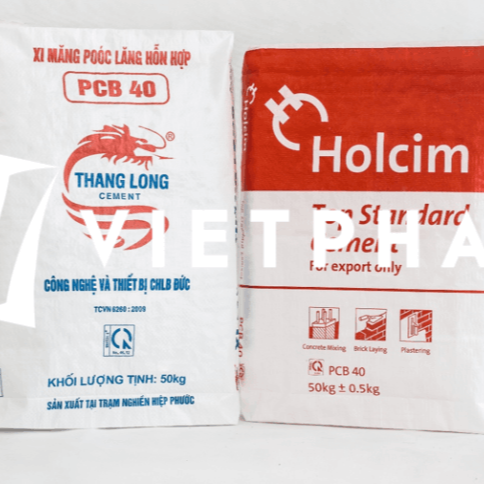 XI MĂNG POÓC LĂNG HỖN HỢP
PCB 40
®
THANG LONG
CEMENT
CÔNG NGHỆ VÀ THIẾT BỊ CHLB ĐỨC
TCVN 6260 : 2009
KHỐI LƯỢNG TỊNH: 50kg
SẢN XUẤT TẠI TRẠM NGHIỀN HIỆP PHƯỚC
Holcim
Holcim
Top Standard
Cement
For export only
Concrete Mixing
Brick Laying
Plastering
PCB 40
50kg ± 0.5kg
VIETPHA